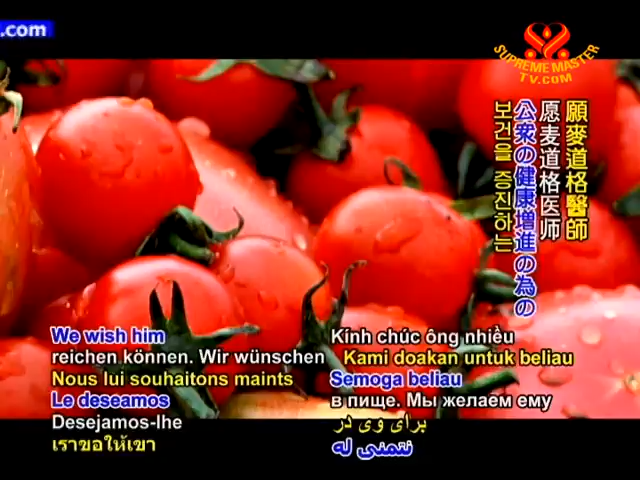 .com
SUPREME MASTER
TV.COM
願麥道格醫師
愿麦道格医师
公衆の健康増進の為の
보건을 증진하는
We wish him
reichen können. Wir wünschen
Nous lui souhaitons maints
Le deseamos
Desejamos-lhe
เราขอให้เขา
Kính chúc ông nhiều
Kami doakan untuk beliau
Semoga beliau
в пище. Мы желаем ему
برای وی در
نتمنى له